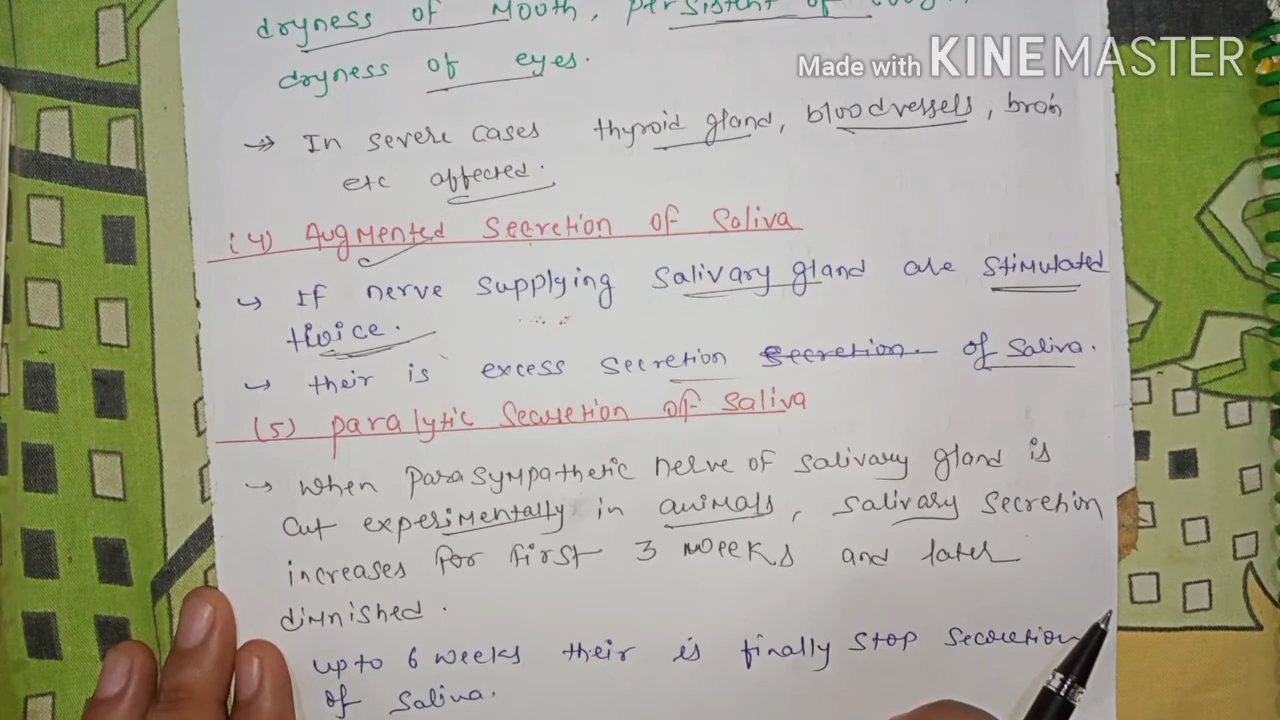 dryness of Mouth, persistent of
Made with KINEMASTER
dryness of eyes.
In severe cases thyroid gland, bloodvessels,
etc affected.
(4) Augmented Secretion of Saliva
If nerve supplying salivary gland are stimulated
twice.
their is excess secretion secretion of saliva.
(5) paralytic Secretion of Saliva
When parasympathetic nerve of salivary gland is
cut experimentally in animals, salivary secretion
increases for first 3 weeks and later
diminished.
up to 6 weeks their is finally stop secretion
of saliva.